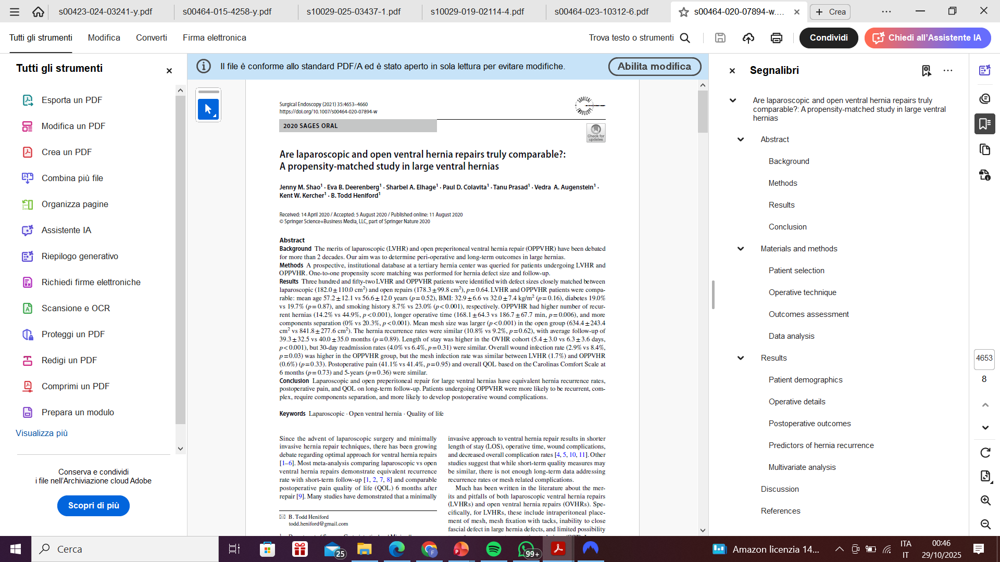 s00423-024-03241-y.pdf
s00464-015-4258-y.pdf
s10029-025-03437-1.pdf
s10029-019-02114-4.pdf
s00464-023-10312-6.pdf
s00464-020-07894-w....
Crea
Tutti gli strumenti
Modifica
Converti
Firma elettronica
Trova testo o strumenti
Condividi
Chiedi all'Assistente IA
Tutti gli strumenti
Esporta un PDF
Modifica un PDF
Crea un PDF
Combina più file
Organizza pagine
Assistente IA
Riepilogo generativo
Richiedi firme elettroniche
Scansione e OCR
Proteggi un PDF
Redigi un PDF
Comprimi un PDF
Prepara un modulo
Visualizza più
Conserva e condividi
i file nell'Archiviazione cloud Adobe
Scopri di più
Il file è conforme allo standard PDF/A ed è stato aperto in sola lettura per evitare modifiche.
Abilita modifica
Surgical Endoscopy (2021) 35:4653–4660
https://doi.org/10.1007/s00464-020-07894-w
SURGICAL
ENDOSCOPY
2020 SAGES ORAL
Check for
updates
Are laparoscopic and open ventral hernia repairs truly comparable?:
A propensity-matched study in large ventral hernias
Jenny M. Shao¹ · Eva B. Deerenberg¹ · Sharbel A. Elhage¹ · Paul D. Colavita¹ · Tanu Prasad¹ · Vedra A. Augenstein¹ ·
Kent W. Kercher¹ · B. Todd Heniford¹
Received: 14 April 2020 / Accepted: 5 August 2020 / Published online: 11 August 2020
© Springer Science+Business Media, LLC, part of Springer Nature 2020
Abstract
Background The merits of laparoscopic (LVHR) and open preperitoneal ventral hernia repair (OPPVHR) have been debated
for more than 2 decades. Our aim was to determine peri-operative and long-term outcomes in large hernias.
Methods A prospective, institutional database at a tertiary hernia center was queried for patients undergoing LVHR and
OPPVHR. One-to-one propensity score matching was performed for hernia defect size and follow-up.
Results Three hundred and fifty-two LVHR and OPPVHR patients were identified with defect sizes closely matched between
laparoscopic (182.0±110.0 cm²) and open repairs (178.3±99.8 cm²), p=0.64. LVHR and OPPVHR patients were compa-
rable: mean age 57.2±12.1 vs 56.6±12.0 years (p=0.52), BMI: 32.9±6.6 vs 32.0±7.4 kg/m² (p=0.16), diabetes 19.0%
vs 19.7% (p=0.87), and smoking history 8.7% vs 23.0% (p<0.001), respectively. OPPVHR had higher number of recur-
rent hernias (14.2% vs 44.9%, p<0.001), longer operative time (168.1±64.3 vs 186.7±67.7 min, p=0.006), and more
components separation (0% vs 20.3%, p<0.001). Mean mesh size was larger (p<0.001) in the open group (634.4±243.4
cm² vs 841.8±277.6 cm²). The hernia recurrence rates were similar (10.8% vs 9.2%, p=0.62), with average follow-up of
39.3±32.5 vs 40.0±35.0 months (p=0.89). Length of stay was higher in the OVHR cohort (5.4±3.0 vs 6.3±3.6 days,
p<0.001), but 30-day readmission rates (4.0% vs 6.4%, p=0.31) were similar. Overall wound infection rate (2.9% vs 8.4%,
p=0.03) was higher in the OPPVHR group, but the mesh infection rate was similar between LVHR (1.7%) and OPPVHR
(0.6%) (p=0.33). Postoperative pain (41.1% vs 41.4%, p=0.95) and overall QOL based on the Carolinas Comfort Scale at
6 months (p=0.73) and 5-years (p=0.36) were similar.
Conclusion Laparoscopic and open preperitoneal repair for large ventral hernias have equivalent hernia recurrence rates,
postoperative pain, and QOL on long-term follow-up. Patients undergoing OPPVHR were more likely to be recurrent, com-
plex, require components separation, and more likely to develop postoperative wound complications.
Keywords Laparoscopic · Open ventral hernia · Quality of life
Since the advent of laparoscopic surgery and minimally
invasive hernia repair techniques, there has been growing
debate regarding optimal approach for ventral hernia repairs
[1–6]. Most meta-analysis comparing laparoscopic vs open
ventral hernia repairs demonstrate equivalent recurrence
rate with short-term follow-up [1, 2, 7, 8] and comparable
postoperative pain quality of life (QOL) 6 months after
repair [9]. Many studies have demonstrated that a minimally
B. Todd Heniford
todd.heniford@gmail.com
invasive approach to ventral hernia repair results in shorter
length of stay (LOS), operative time, wound complications,
and decreased overall complication rates [4, 5, 10, 11]. Other
studies suggest that while short-term quality measures may
be similar, there is not enough long-term data addressing
recurrence rates or mesh related complications.
Much has been written in the literature about the mer-
its and pitfalls of both laparoscopic ventral hernia repairs
(LVHRs) and open ventral hernia repairs (OVHRs). Spe-
cifically, for LVHRs, these include intraperitoneal place-
ment of mesh, mesh fixation with tacks, inability to close
fascial defect in large hernia defects, and limited possibility
Segnalibri
Are laparoscopic and open ventral hernia repairs truly
comparable?: A propensity-matched study in large ventral
hernias
Abstract
Background
Methods
Results
Conclusion
Materials and methods
Patient selection
Operative technique
Outcomes assessment
Data analysis
Results
Patient demographics
Operative details
Postoperative outcomes
Predictors of hernia recurrence
Multivariate analysis
Discussion
References
4653
8
Cerca
25
99+
Amazon licenzia 14...
ITA
IT
00:46
29/10/2025